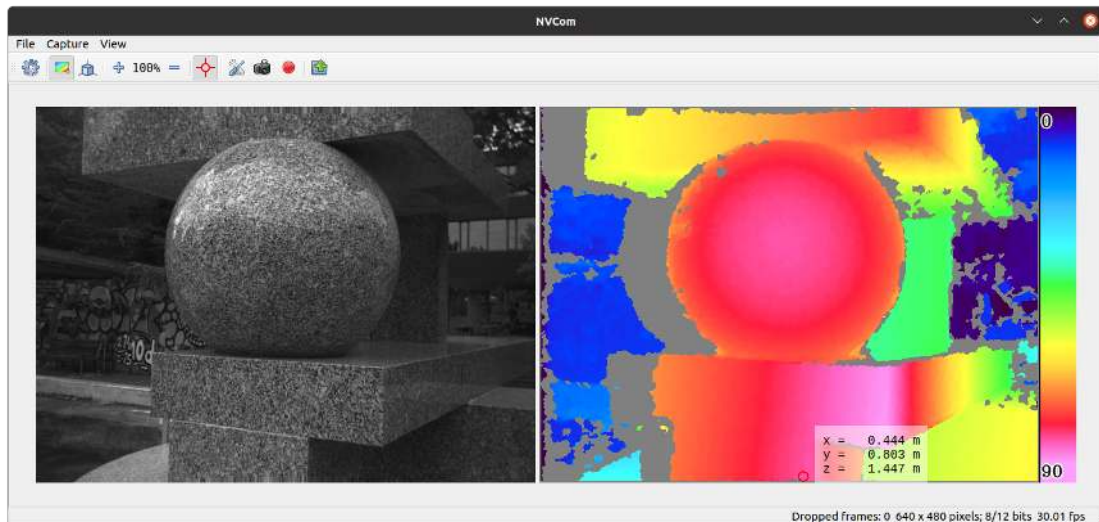 NVCom
File Capture View
100%
0
x = 0.444 m
y = 0.803 m
z = 1.447 m
90
Dropped frames: 0 640 x 480 pixels; 8/12 bits 30.01 fps